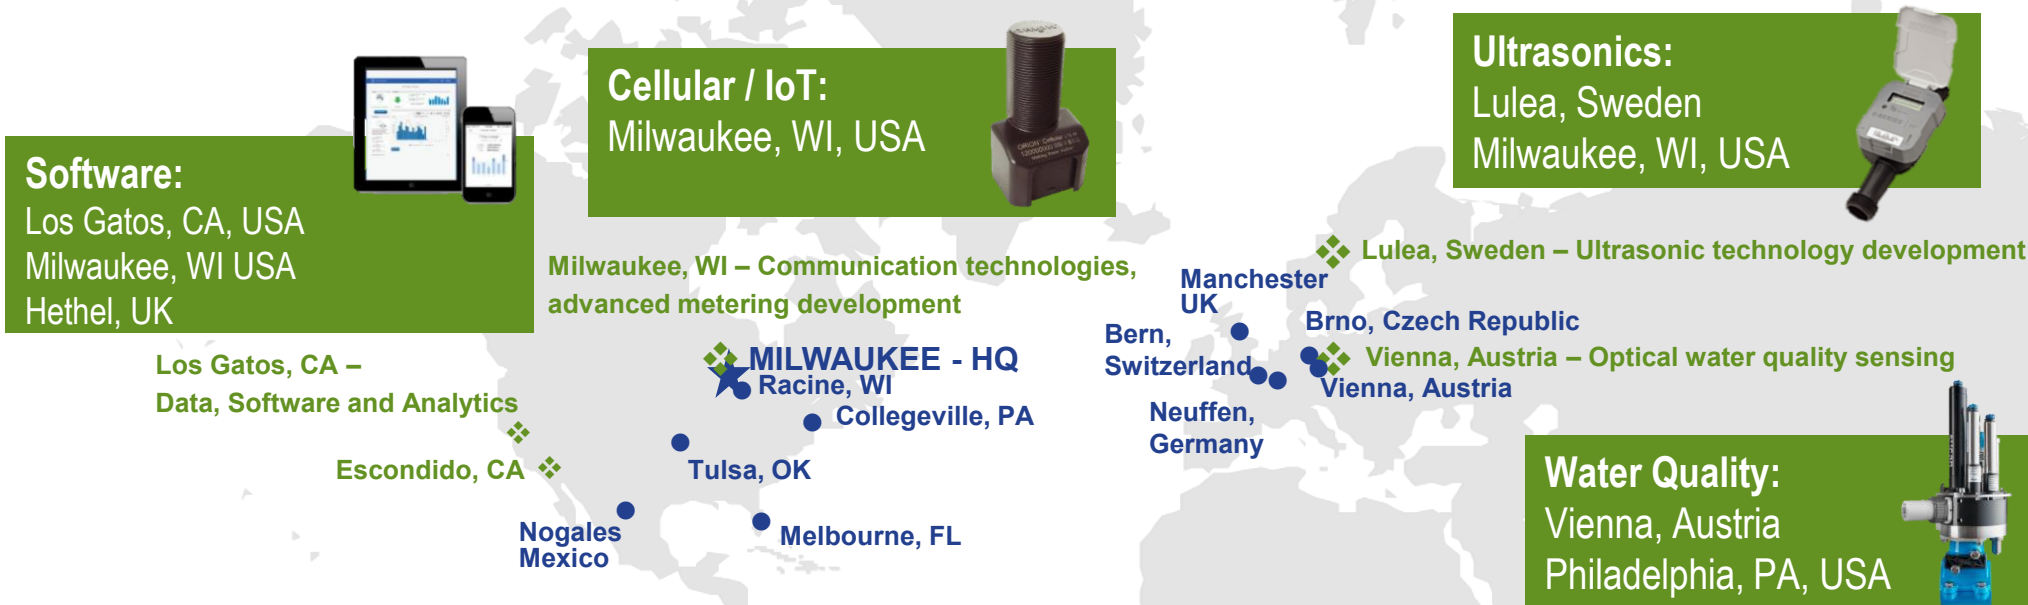 Software:
Los Gatos, CA, USA
Milwaukee, WI USA
Hethel, UK
Cellular / IoT:
Milwaukee, WI, USA
Ultrasonics:
Lulea, Sweden
Milwaukee, WI, USA
Milwaukee, WI – Communication technologies,
advanced metering development
Lulea, Sweden – Ultrasonic technology development
Manchester
UK
Bern,
Switzerland
Brno, Czech Republic
Vienna, Austria – Optical water quality sensing
Vienna, Austria
Neuffen,
Germany
Los Gatos, CA –
Data, Software and Analytics
MILWAUKEE - HQ
Racine, WI
Collegeville, PA
Escondido, CA
Tulsa, OK
Nogales
Mexico
Melbourne, FL
Water Quality:
Vienna, Austria
Philadelphia, PA, USA